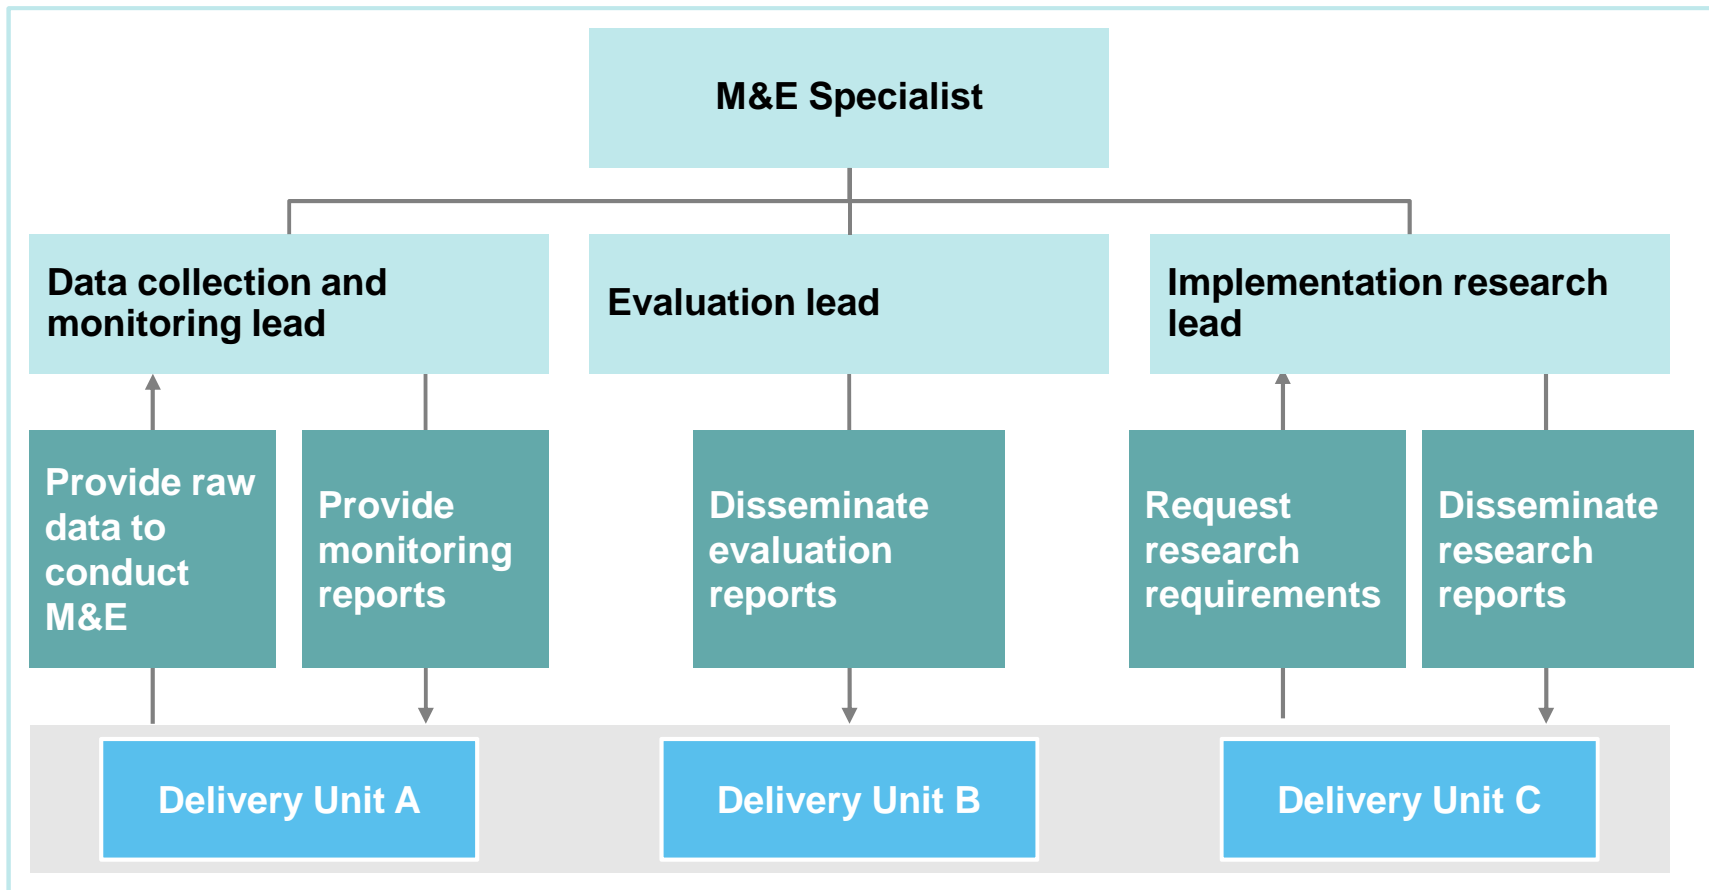 M&E Specialist
Data collection and
monitoring lead
Evaluation lead
Implementation research
lead
Provide raw
data to
conduct
M&E
Provide
monitoring
reports
Disseminate
evaluation
reports
Request
research
requirements
Disseminate
research
reports
Delivery Unit A
Delivery Unit B
Delivery Unit C